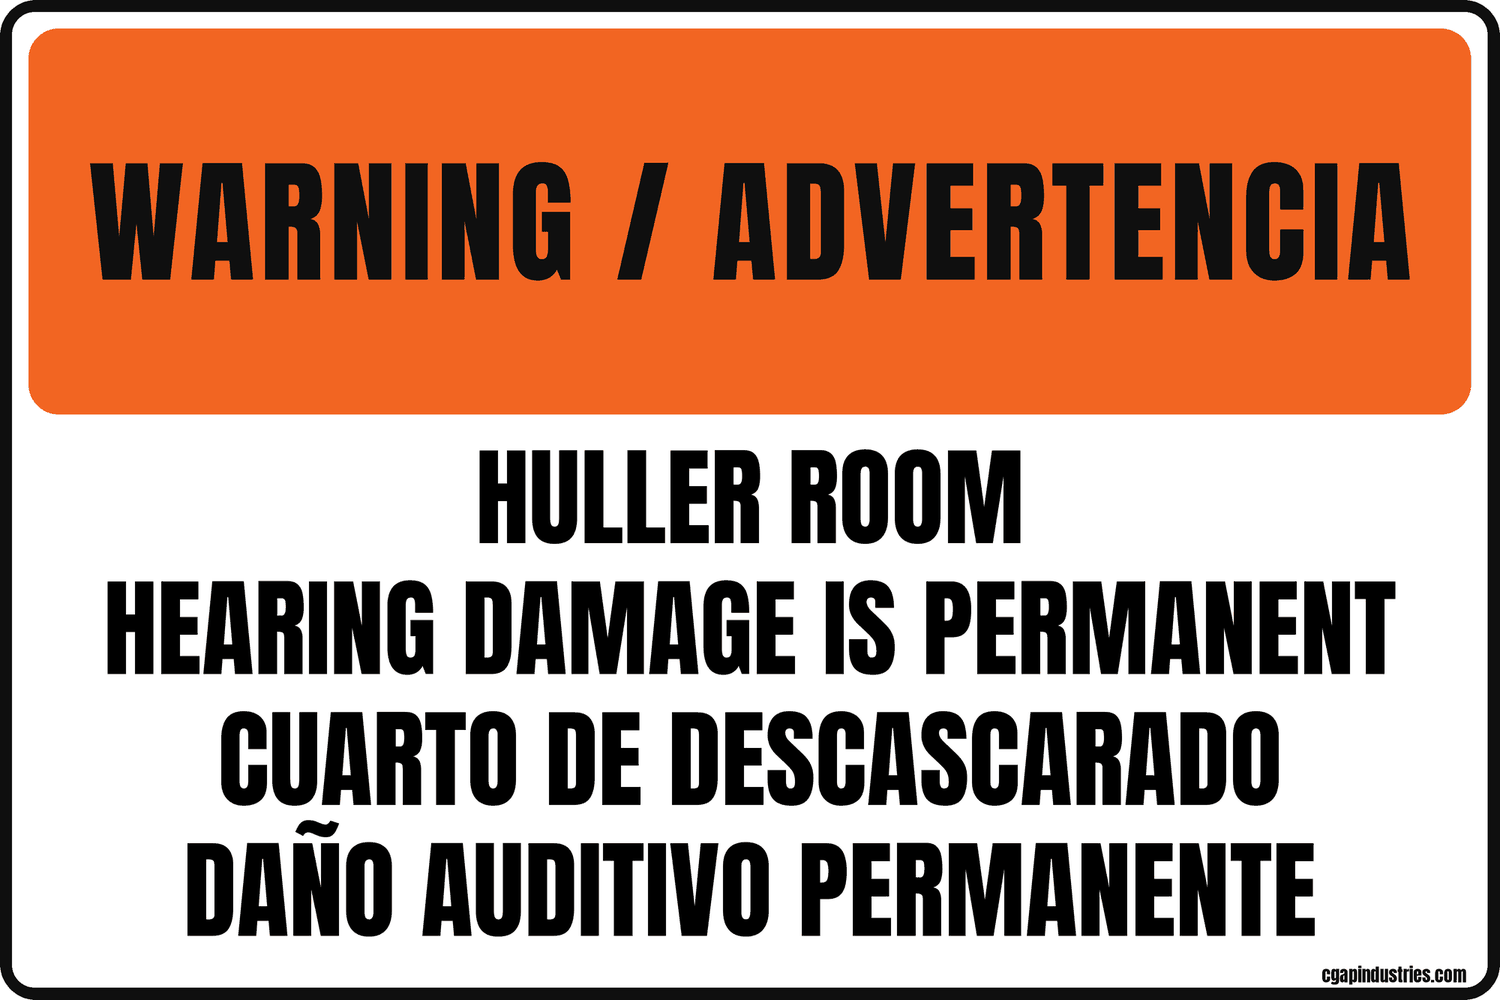 WARNING / ADVERTENCIA
HULLER ROOM
HEARING DAMAGE IS PERMANENT
CUARTO DE DESCASCARADO
DAÑO AUDITIVO PERMANENTE
cgapindustries.com